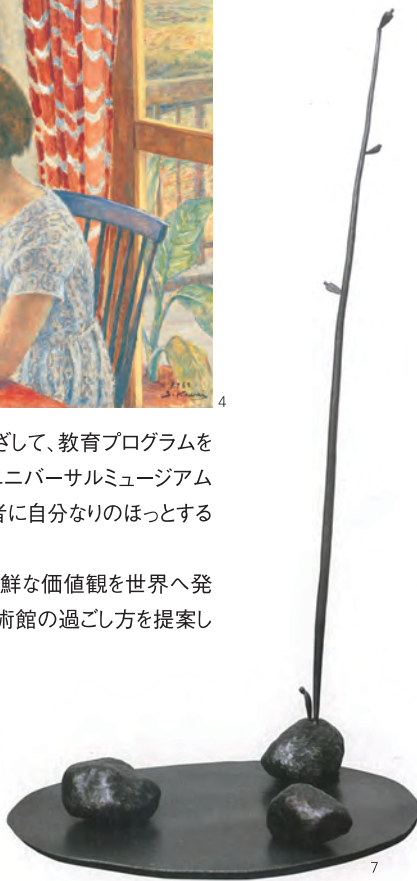 4
ざして、教育プログラムを
ニバーサルミュージアム
者に自分なりのほっとする
鮮な価値観を世界へ発
術館の過ごし方を提案し
7